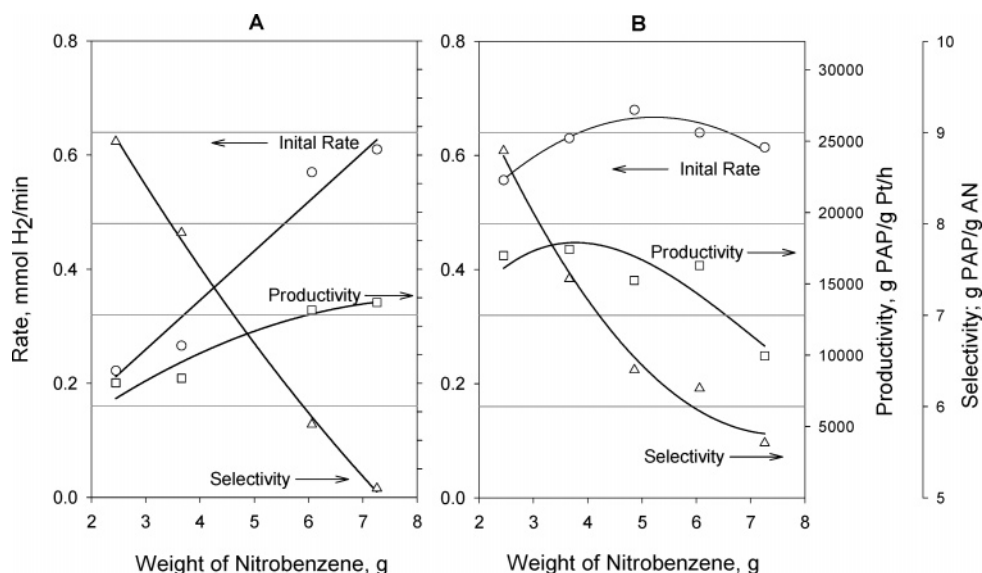 A
B
0.8
0.6
0.4
0.2
0.0
Rate, mmol H2/min
Inital Rate
Productivity
Selectivity
2 3 4 5 6 7 8
Weight of Nitrobenzene, g
Inital Rate
Productivity
Selectivity
0.8
0.6
0.4
0.2
0.0
2 3 4 5 6 7 8
Weight of Nitrobenzene, g
30000
25000
20000
15000
10000
5000
Productivity, g PAP/g Pt/h
10
9
8
7
6
5
Selectivity; g PAP/g AN